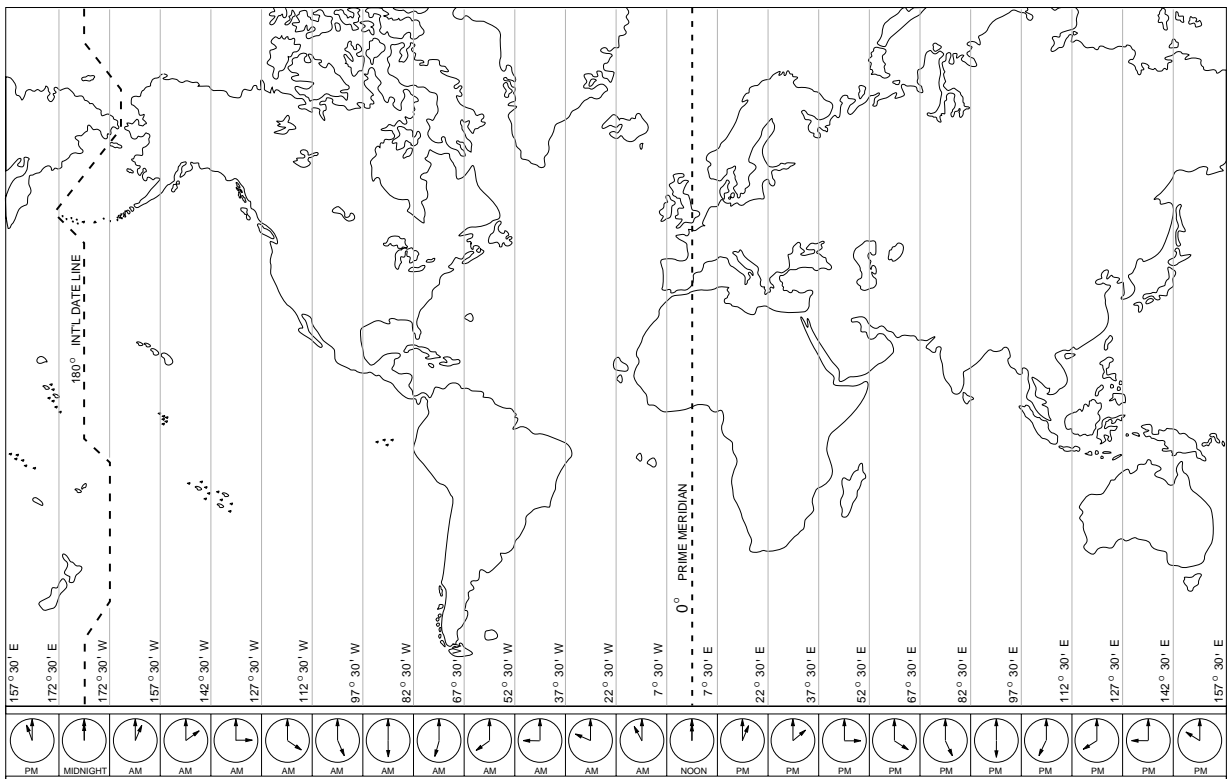 180° INT'L DATE LINE
0° PRIME MERIDIAN
157° 30' E
172° 30' E
172° 30' W
157° 30' W
142° 30' W
127° 30' W
112° 30' W
97° 30' W
82° 30' W
67° 30' W
52° 30' W
37° 30' W
22° 30' W
7° 30' W
7° 30' E
22° 30' E
37° 30' E
52° 30' E
67° 30' E
82° 30' E
97° 30' E
112° 30' E
127° 30' E
142° 30' E
157° 30' E
PM MIDNIGHT AM AM AM AM AM AM AM AM AM AM AM NOON PM PM PM PM PM PM PM PM PM PM